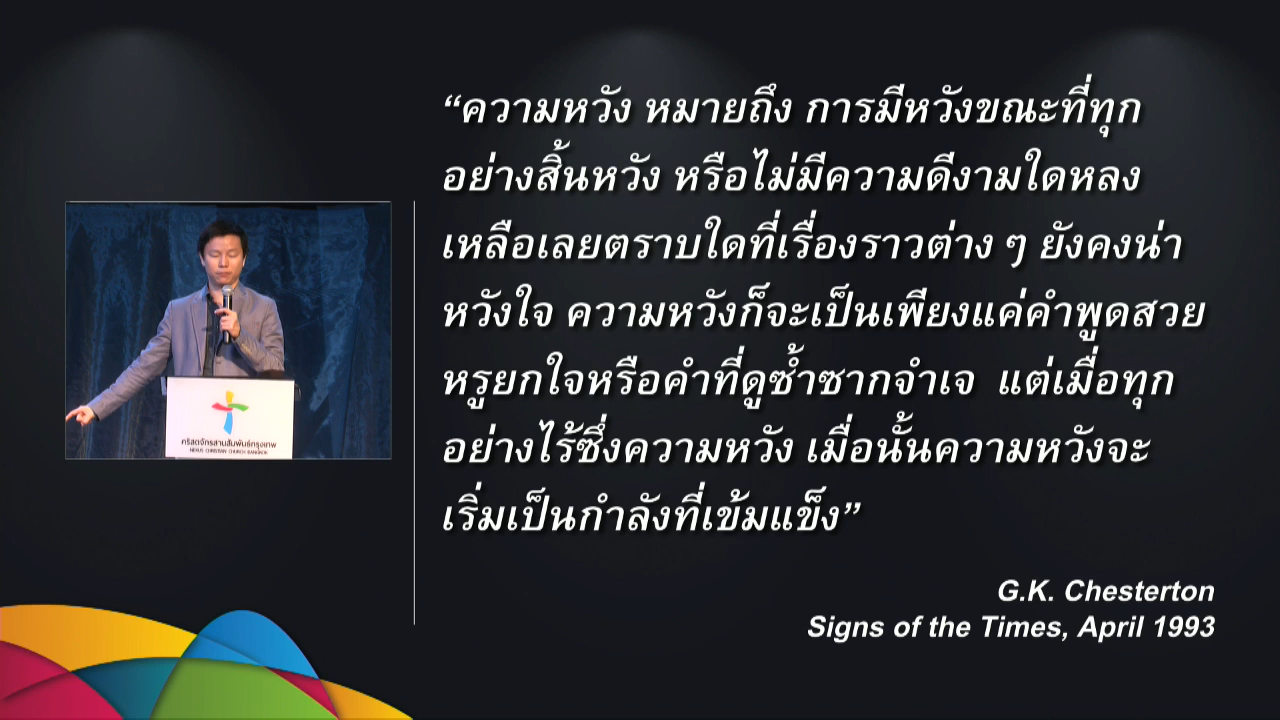 “ความหวัง หมายถึง การมีหวังขณะที่ทุก
อย่างสิ้นหวัง หรือไม่มีความดีงามใดหลง
เหลือเลยตราบใดที่เรื่องราวต่าง ๆ ยังคงน่า
หวังใจ ความหวังก็จะเป็นเพียงแค่คำพูดสวย
หรูยกใจหรือคำที่ดูซ้ำซากจำเจ แต่เมื่อทุก
อย่างไร้ซึ่งความหวัง เมื่อนั้นความหวังจะ
เริ่มเป็นกำลังที่เข้มแข็ง”
G.K. Chesterton
Signs of the Times, April 1993
คริสตจักรสานสัมพันธ์กรุงเทพ
NEXUS CHRISTIAN CHURCH BANGKOK